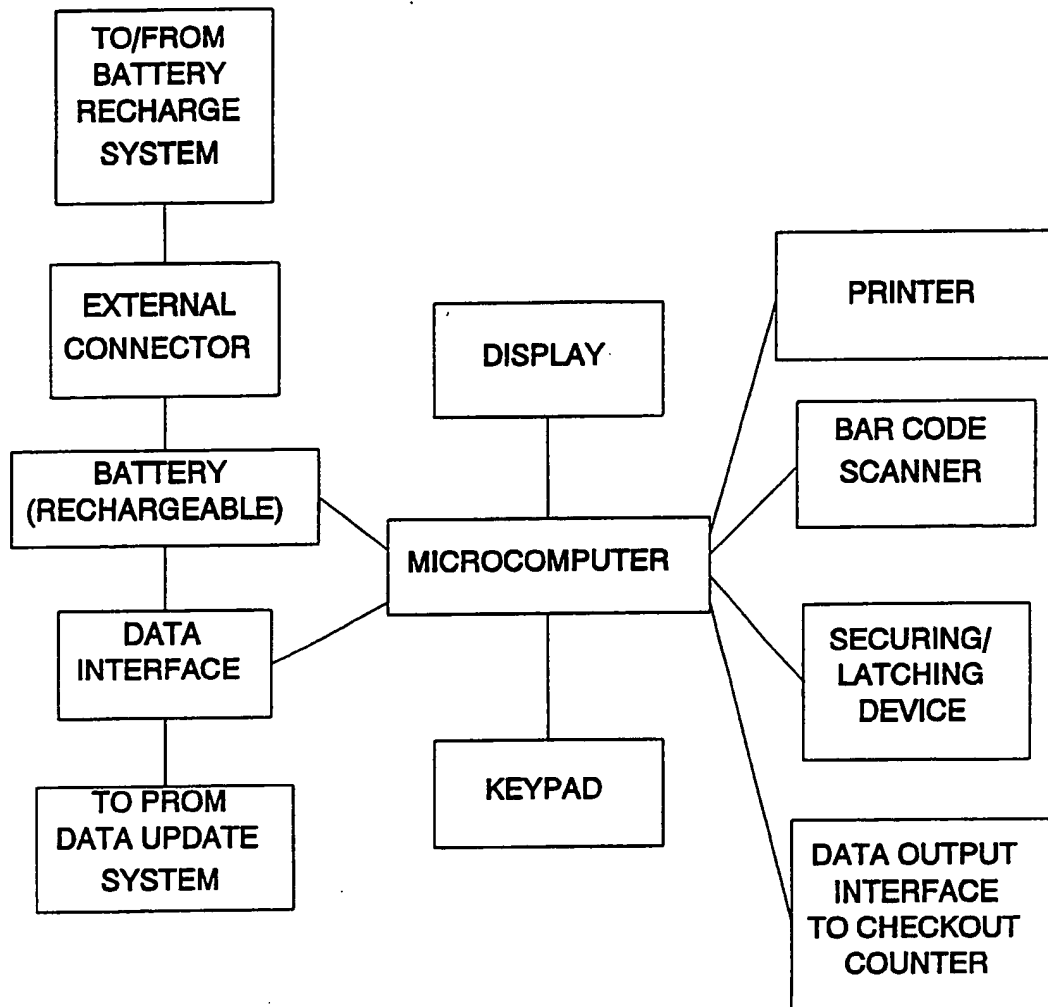 TO/FROM
BATTERY
RECHARGE
SYSTEM
EXTERNAL
CONNECTOR
BATTERY
(RECHARGEABLE)
DATA
INTERFACE
TO PROM
DATA UPDATE
SYSTEM
DISPLAY
MICROCOMPUTER
KEYPAD
PRINTER
BAR CODE
SCANNER
SECURING/
LATCHING
DEVICE
DATA OUTPUT
INTERFACE
TO CHECKOUT
COUNTER